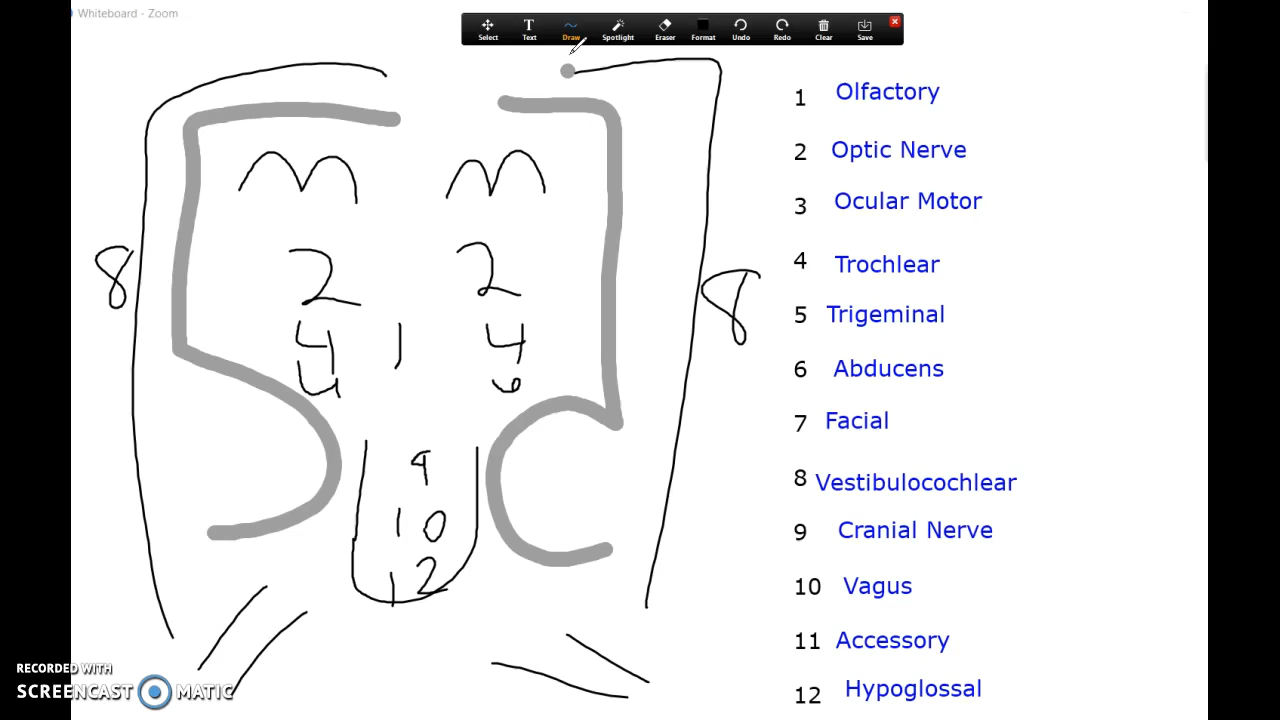 Whiteboard - Zoom
Select Text Draw Spotlight Eraser Format Undo Redo Clear Save
1 Olfactory
2 Optic Nerve
3 Ocular Motor
4 Trochlear
5 Trigeminal
6 Abducens
7 Facial
8 Vestibulocochlear
9 Cranial Nerve
10 Vagus
11 Accessory
12 Hypoglossal
8 8
2 2
4 1 4
6
9
10
12
RECORDED WITH
SCREENCAST MATIC